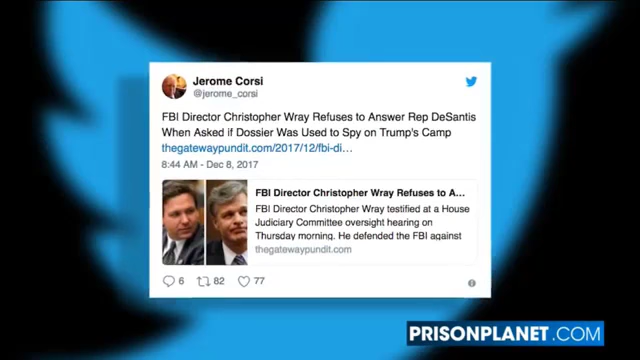 Jerome Corsi
@jerome_corsi
FBI Director Christopher Wray Refuses to Answer Rep DeSantis
When Asked if Dossier Was Used to Spy on Trump's Camp
thegatewaypundit.com/2017/12/fbi-di…
8:44 AM - Dec 8, 2017
FBI Director Christopher Wray Refuses to A...
FBI Director Christopher Wray testified at a House
Judiciary Committee oversight hearing on
Thursday morning. He defended the FBI against
thegatewaypundit.com
6 82 77
PRISONPLANET.COM